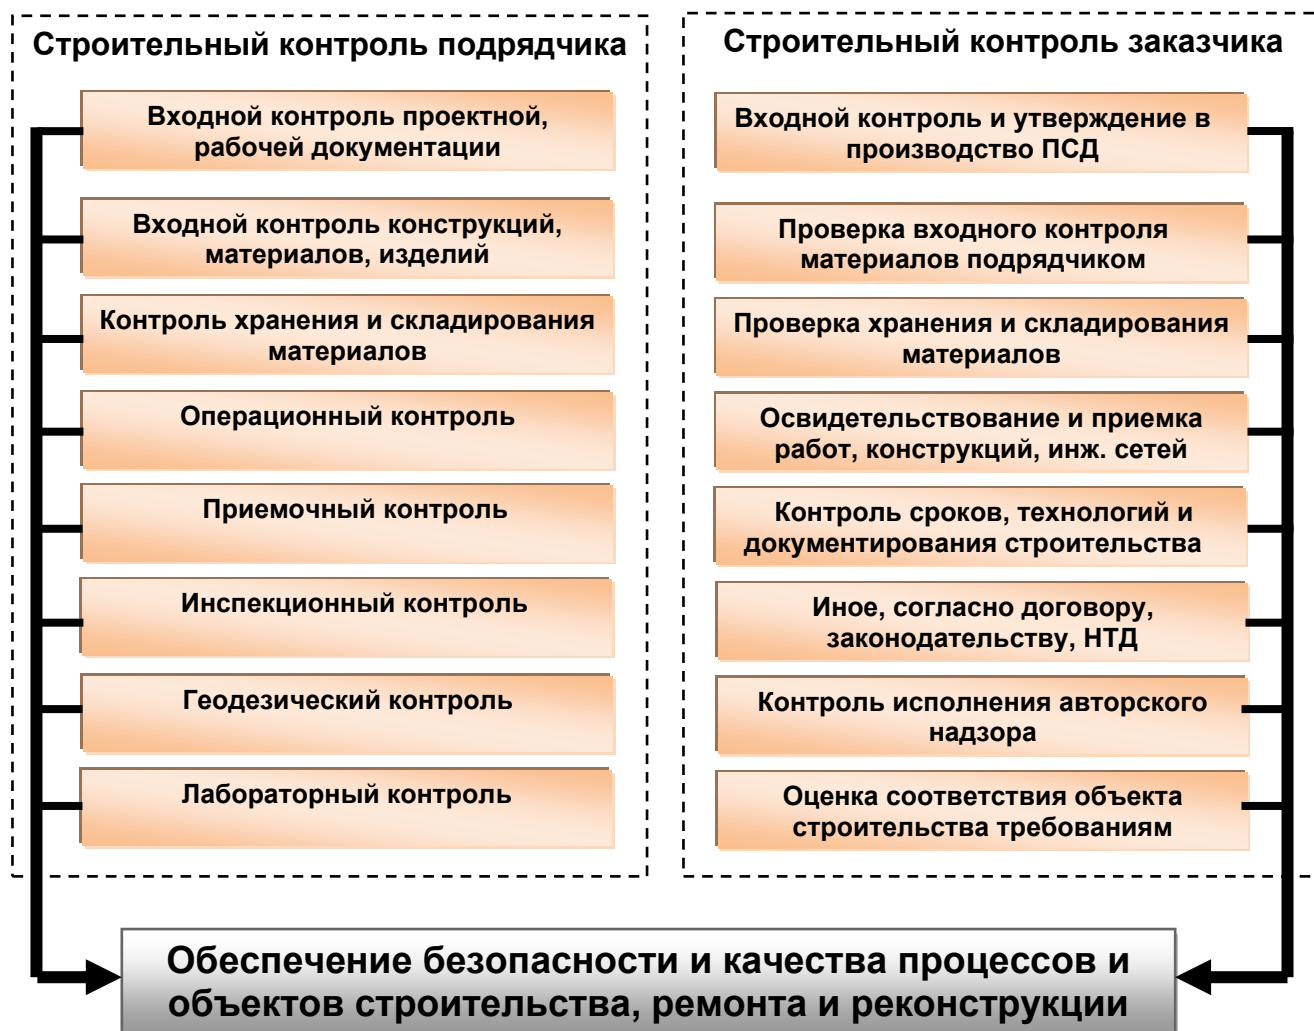 Строительный контроль подрядчика
Входной контроль проектной,
рабочей документации
Входной контроль конструкций,
материалов, изделий
Контроль хранения и складирования
материалов
Операционный контроль
Приемочный контроль
Инспекционный контроль
Геодезический контроль
Лабораторный контроль
Строительный контроль заказчика
Входной контроль и утверждение в
производство ПСД
Проверка входного контроля
материалов подрядчиком
Проверка хранения и складирования
материалов
Освидетельствование и приемка
работ, конструкций, инж. сетей
Контроль сроков, технологий и
документирования строительства
Иное, согласно договору,
законодательству, НТД
Контроль исполнения авторского
надзора
Оценка соответствия объекта
строительства требованиям
Обеспечение безопасности и качества процессов и
объектов строительства, ремонта и реконструкции